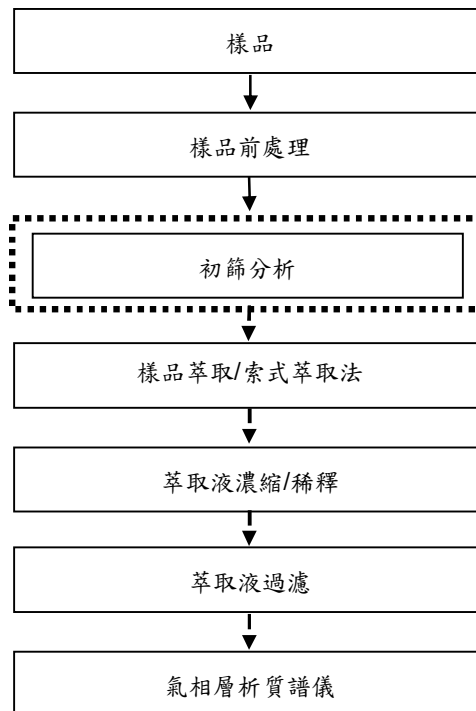 樣品
樣品前處理
初篩分析
樣品萃取/索式萃取法
萃取液濃縮/稀釋
萃取液過濾
氣相層析質譜儀